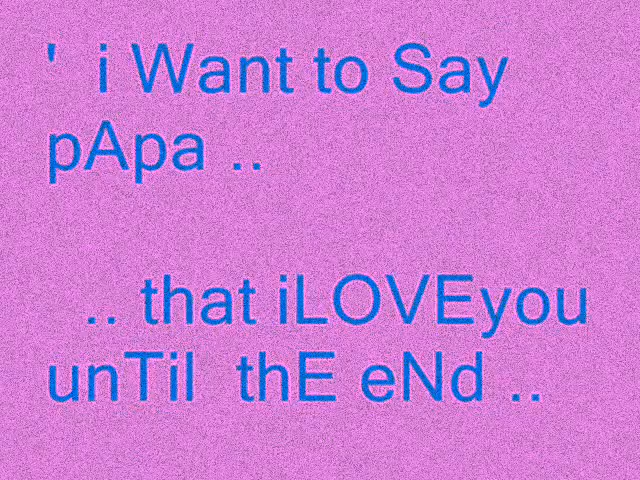 '  i Want to Say
pApa ..
.. that iLOVEyou
unTil  thE eNd ..